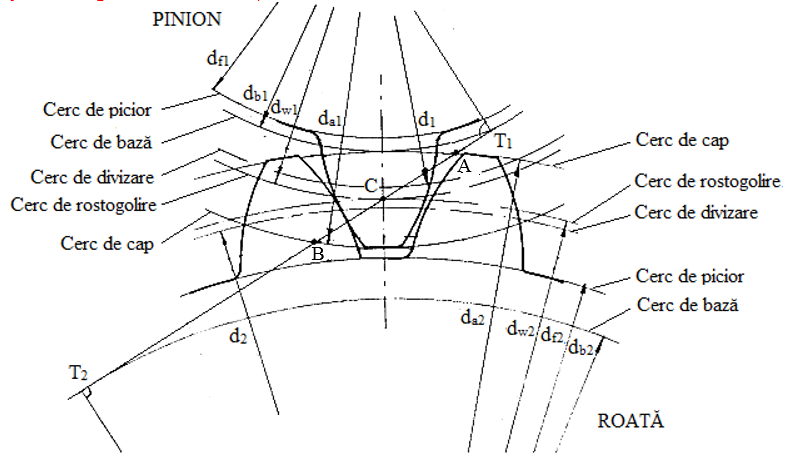 PINION
df1
db1
dw1
da1
d1
Cerc de picior
Cerc de bază
Cerc de divizare
Cerc de rostogolire
Cerc de cap
T1
A
C
B
Cerc de cap
Cerc de rostogolire
Cerc de divizare
Cerc de picior
Cerc de bază
d2
da2
dw2
df2
db2
T2
ROATĂ